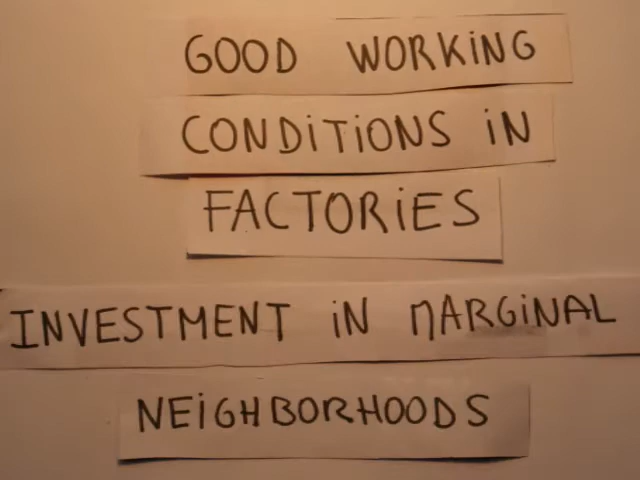 GOOD WORKiNG
CONDiTiONS iN
FACTORiES
INVESTMENT iN MARGiNAL
NEiGHBORHOODS